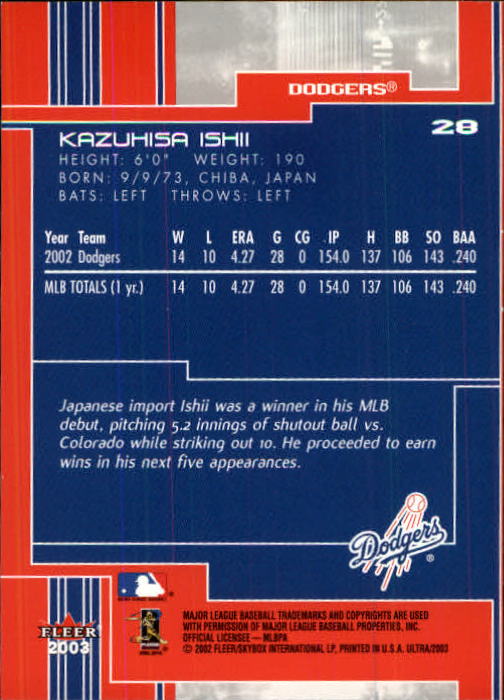 DODGERS®
28
KAZUHISA ISHII
HEIGHT: 6'0" WEIGHT: 190
BORN: 9/9/73, CHIBA, JAPAN
BATS: LEFT THROWS: LEFT
Year Team W L ERA G CG IP H BB SO BAA
2002 Dodgers 14 10 4.27 28 0 154.0 137 106 143 .240
MLB TOTALS (1 yr.) 14 10 4.27 28 0 154.0 137 106 143 .240
Japanese import Ishii was a winner in his MLB
debut, pitching 5.2 innings of shutout ball vs.
Colorado while striking out 10. He proceeded to earn
wins in his next five appearances.
Dodgers®
FLEER
2003
MAJOR LEAGUE BASEBALL TRADEMARKS AND COPYRIGHTS ARE USED
WITH PERMISSION OF MAJOR LEAGUE BASEBALL PROPERTIES, INC.
OFFICIAL LICENSEE — MLBPA
© 2002 FLEER/SKYBOX INTERNATIONAL LP, PRINTED IN U.S.A. ULTRA/2003